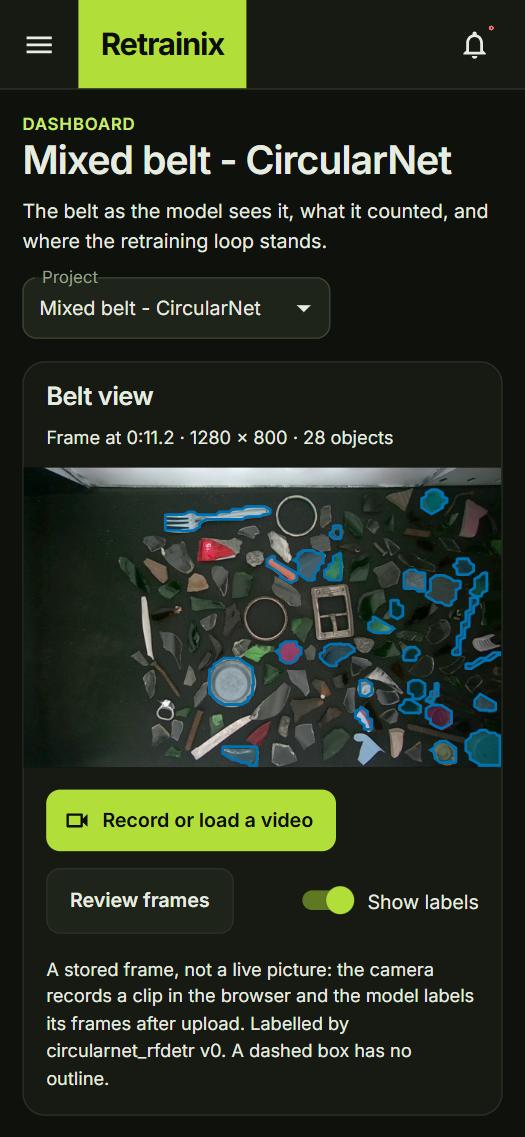 Retrainix
DASHBOARD
Mixed belt - CircularNet
The belt as the model sees it, what it counted, and
where the retraining loop stands.
Project
Mixed belt - CircularNet
Belt view
Frame at 0:11.2 · 1280 × 800 · 28 objects
Record or load a video
Review frames
Show labels
A stored frame, not a live picture: the camera
records a clip in the browser and the model labels
its frames after upload. Labelled by
circularnet_rfdetr v0. A dashed box has no
outline.